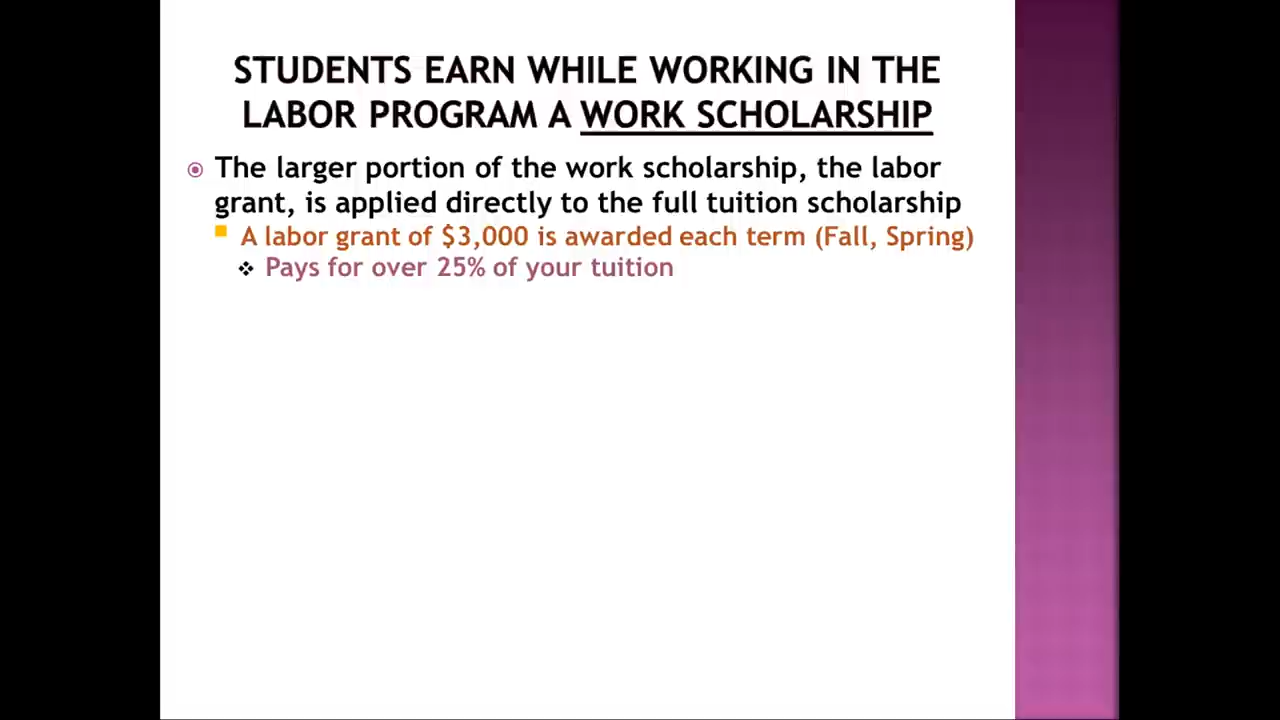 STUDENTS EARN WHILE WORKING IN THE
LABOR PROGRAM A WORK SCHOLARSHIP
The larger portion of the work scholarship, the labor
grant, is applied directly to the full tuition scholarship
A labor grant of $3,000 is awarded each term (Fall, Spring)
Pays for over 25% of your tuition